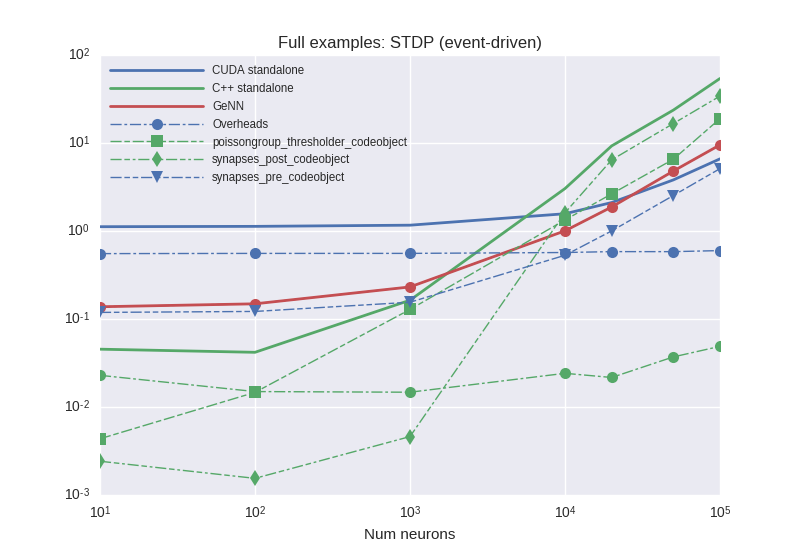 Full examples: STDP (event-driven)
10²
CUDA standalone
C++ standalone
GeNN
Overheads
10¹
poissongroup_thresholder_codeobject
synapses_post_codeobject
synapses_pre_codeobject
10⁰
10⁻¹
10⁻²
10⁻³
10¹ 10² 10³ 10⁴ 10⁵
Num neurons